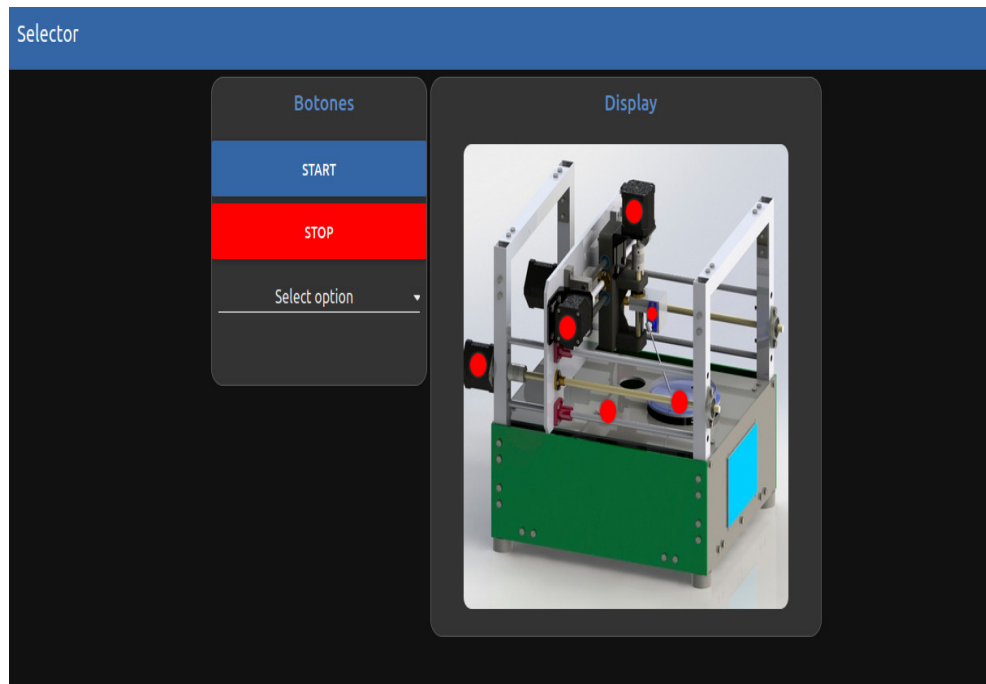 Selector
Botones
START
STOP
Select option
Display